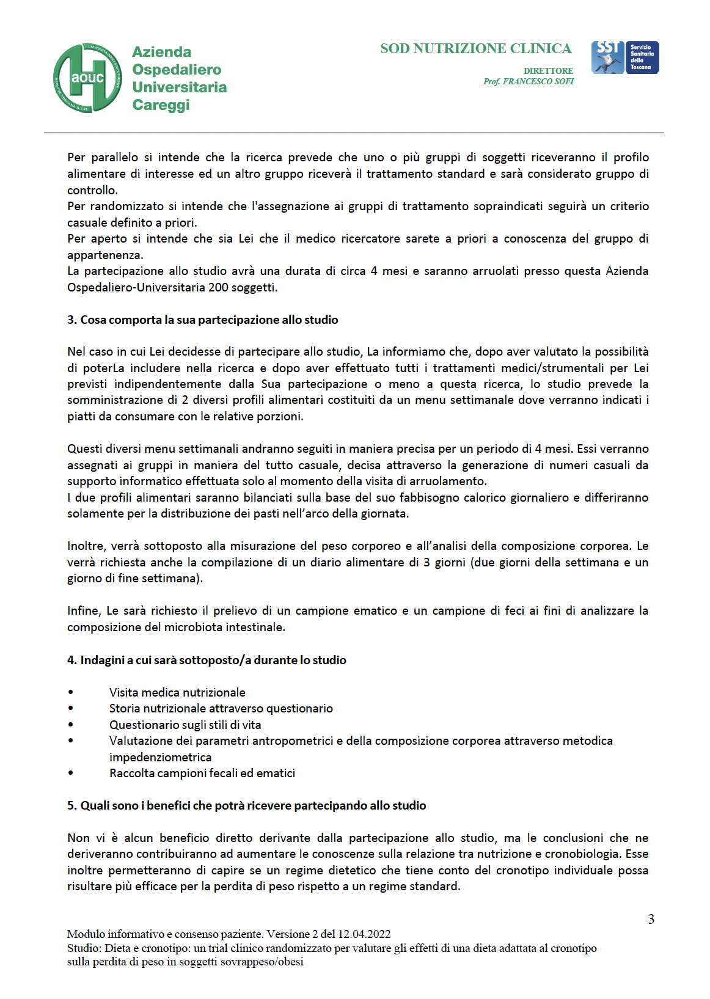 Azienda
Ospedaliero
Universitaria
Careggi
aouc
SOD NUTRIZIONE CLINICA
DIRETTORE
Prof. FRANCESCO SOFI
SST
Servizio
Sanitario
della
Toscana
Per parallelo si intende che la ricerca prevede che uno o più gruppi di soggetti riceveranno il profilo
alimentare di interesse ed un altro gruppo riceverà il trattamento standard e sarà considerato gruppo di
controllo.
Per randomizzato si intende che l'assegnazione ai gruppi di trattamento sopraindicati seguirà un criterio
casuale definito a priori.
Per aperto si intende che sia Lei che il medico ricercatore sarete a priori a conoscenza del gruppo di
appartenenza.
La partecipazione allo studio avrà una durata di circa 4 mesi e saranno arruolati presso questa Azienda
Ospedaliero-Universitaria 200 soggetti.
3. Cosa comporta la sua partecipazione allo studio
Nel caso in cui Lei decidesse di partecipare allo studio, La informiamo che, dopo aver valutato la possibilità
di poterLa includere nella ricerca e dopo aver effettuato tutti i trattamenti medici/strumentali per Lei
previsti indipendentemente dalla Sua partecipazione o meno a questa ricerca, lo studio prevede la
somministrazione di 2 diversi profili alimentari costituiti da un menu settimanale dove verranno indicati i
piatti da consumare con le relative porzioni.
Questi diversi menu settimanali andranno seguiti in maniera precisa per un periodo di 4 mesi. Essi verranno
assegnati ai gruppi in maniera del tutto casuale, decisa attraverso la generazione di numeri casuali da
supporto informatico effettuata solo al momento della visita di arruolamento.
I due profili alimentari saranno bilanciati sulla base del suo fabbisogno calorico giornaliero e differiranno
solamente per la distribuzione dei pasti nell’arco della giornata.
Inoltre, verrà sottoposto alla misurazione del peso corporeo e all’analisi della composizione corporea. Le
verrà richiesta anche la compilazione di un diario alimentare di 3 giorni (due giorni della settimana e un
giorno di fine settimana).
Infine, Le sarà richiesto il prelievo di un campione ematico e un campione di feci ai fini di analizzare la
composizione del microbiota intestinale.
4. Indagini a cui sarà sottoposto/a durante lo studio
• Visita medica nutrizionale
• Storia nutrizionale attraverso questionario
• Questionario sugli stili di vita
• Valutazione dei parametri antropometrici e della composizione corporea attraverso metodica
impedenziometrica
• Raccolta campioni fecali ed ematici
5. Quali sono i benefici che potrà ricevere partecipando allo studio
Non vi è alcun beneficio diretto derivante dalla partecipazione allo studio, ma le conclusioni che ne
deriveranno contribuiranno ad aumentare le conoscenze sulla relazione tra nutrizione e cronobiologia. Esse
inoltre permetteranno di capire se un regime dietetico che tiene conto del cronotipo individuale possa
risultare più efficace per la perdita di peso rispetto a un regime standard.
3
Modulo informativo e consenso paziente. Versione 2 del 12.04.2022
Studio: Dieta e cronotipo: un trial clinico randomizzato per valutare gli effetti di una dieta adattata al cronotipo
sulla perdita di peso in soggetti sovrappeso/obesi